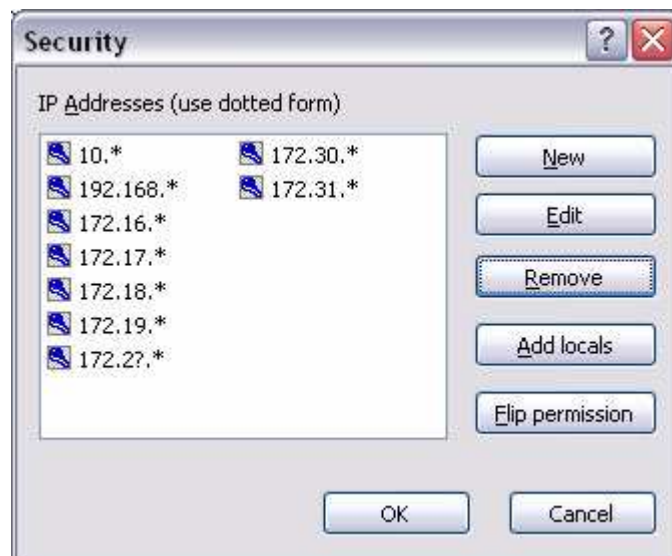 Security
IP Addresses (use dotted form)
10.*
192.168.*
172.16.*
172.17.*
172.18.*
172.19.*
172.2?.*
172.30.*
172.31.*
New
Edit
Remove
Add locals
Flip permission
OK
Cancel